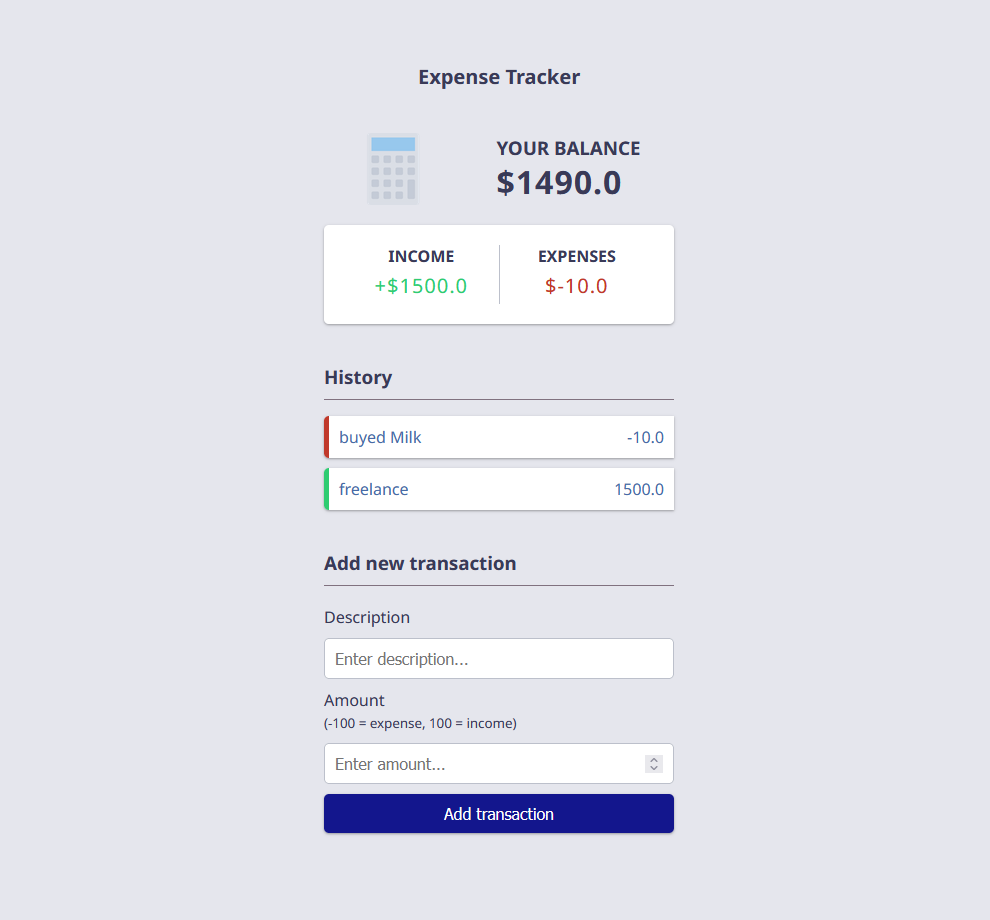 Expense Tracker
YOUR BALANCE
$1490.0
INCOME
+$1500.0
EXPENSES
$-10.0
History
buyed Milk -10.0
freelance 1500.0
Add new transaction
Description
Enter description...
Amount
(-100 = expense, 100 = income)
Enter amount...
Add transaction